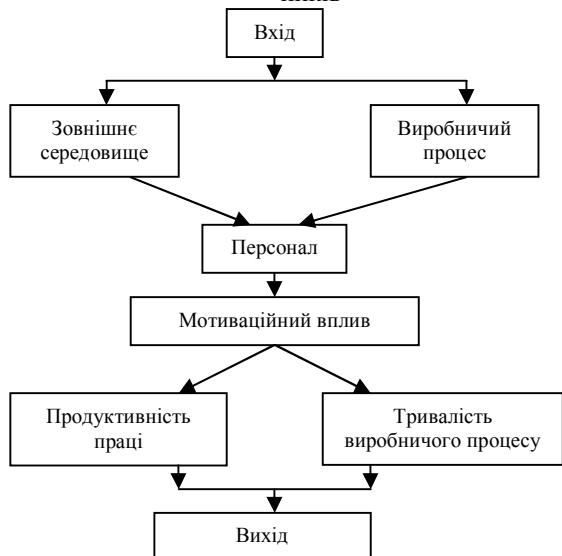 Вхід
Зовнішнє
середовище
Виробничий
процес
Персонал
Мотиваційний вплив
Продуктивність
праці
Тривалість
виробничого процесу
Вихід